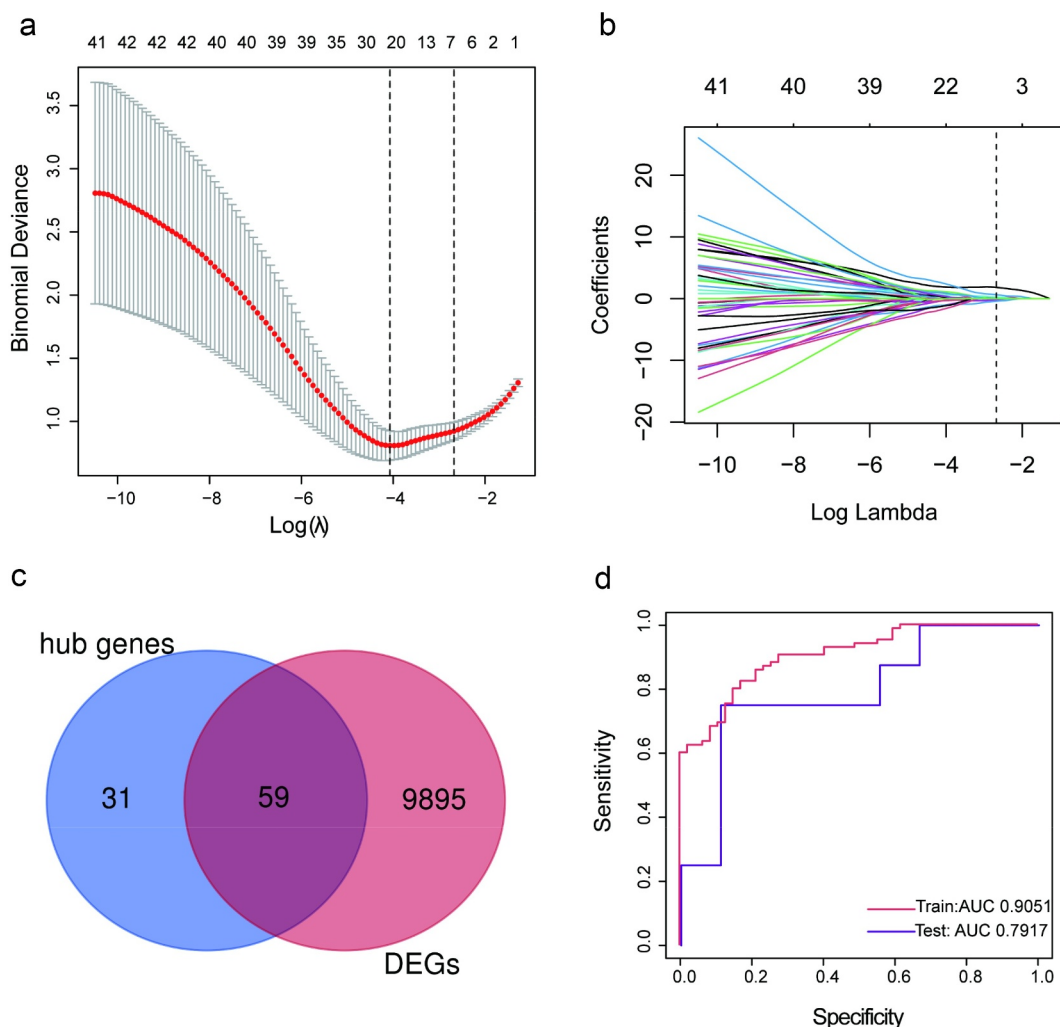 a
41 42 42 42 40 40 39 39 35 30 20 13 7 6 2 1
Binomial Deviance
3.5
3.0
2.5
2.0
1.5
1.0
−10 −8 −6 −4 −2
Log(λ)
b
41 40 39 22 3
Coefficients
20
10
0
−10
−20
−10 −8 −6 −4 −2
Log Lambda
c
hub genes
31 59 9895
DEGs
d
Sensitivity
1.0
0.8
0.6
0.4
0.2
0.0
Train:AUC 0.9051
Test: AUC 0.7917
0.0 0.2 0.4 0.6 0.8 1.0
Specificity